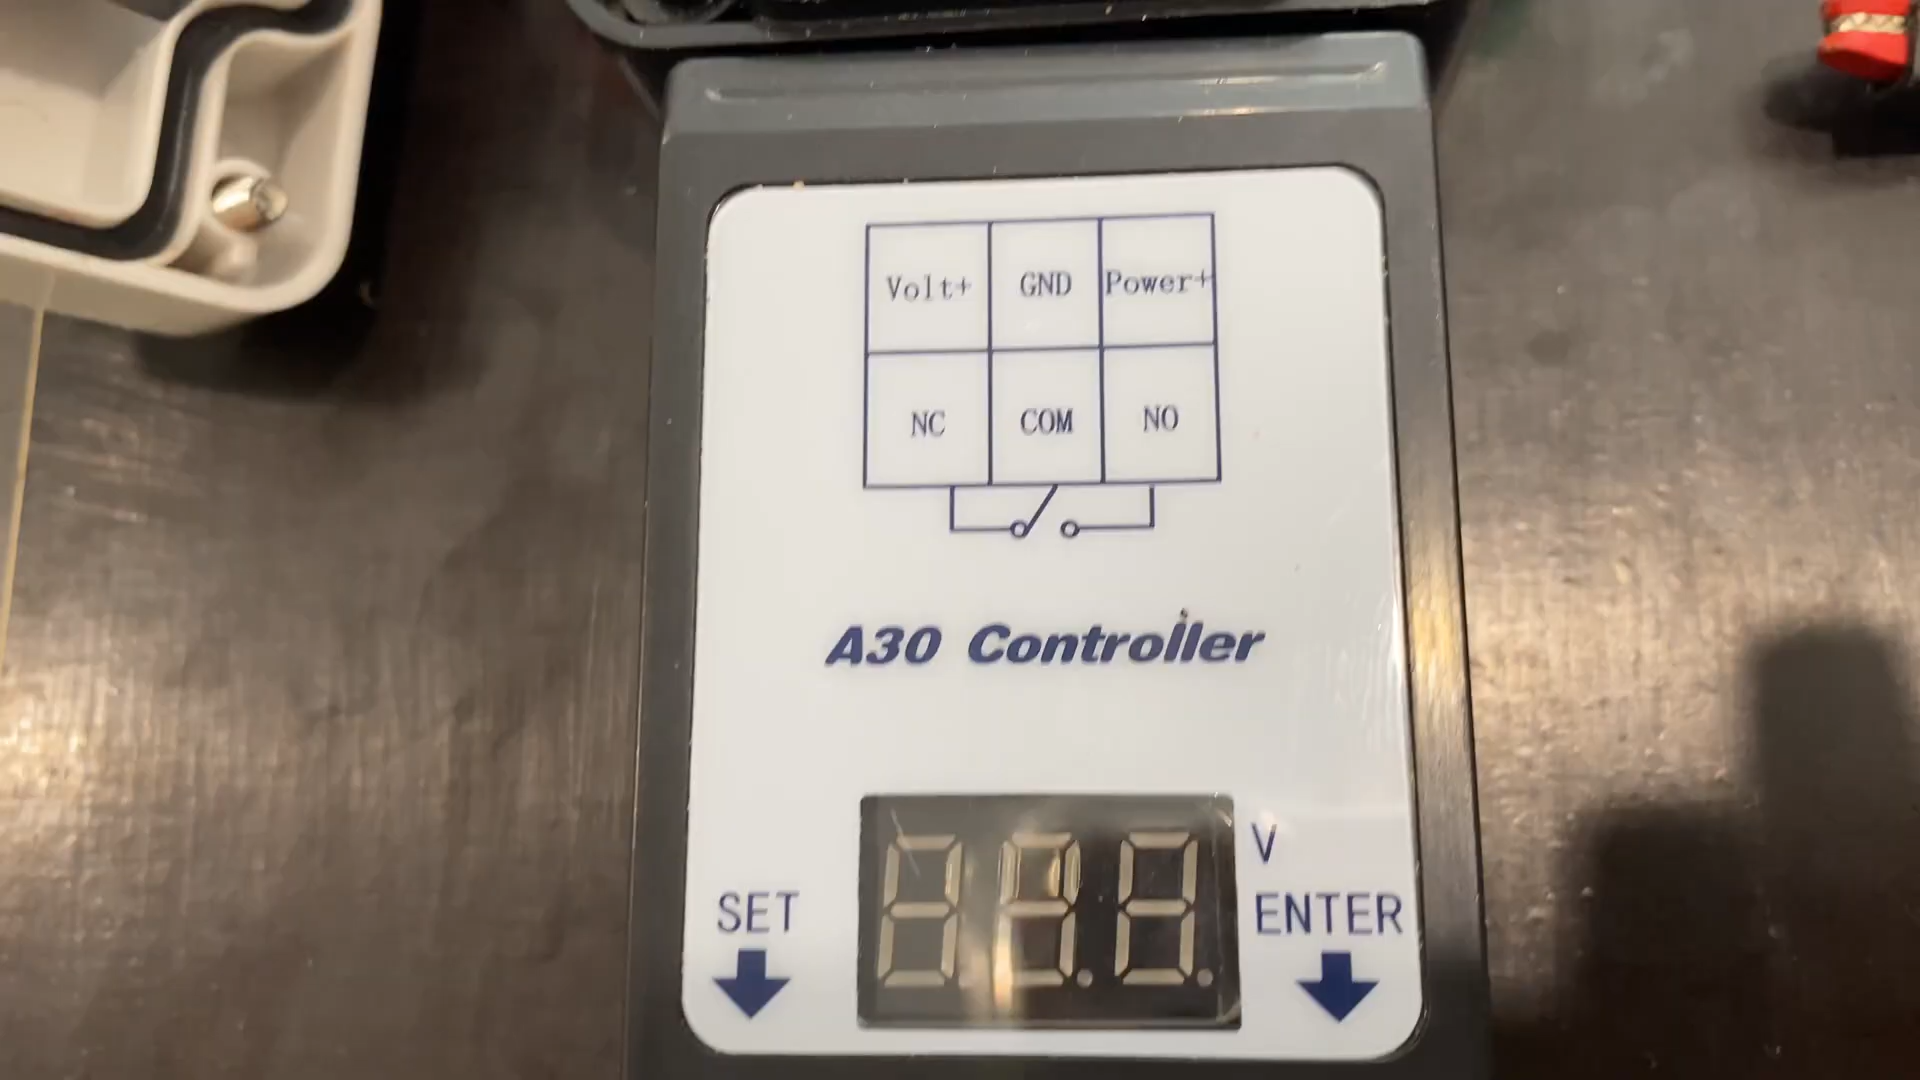 Volt+ GND Power+
NC COM NO
A30 Controller
V
SET ENTER